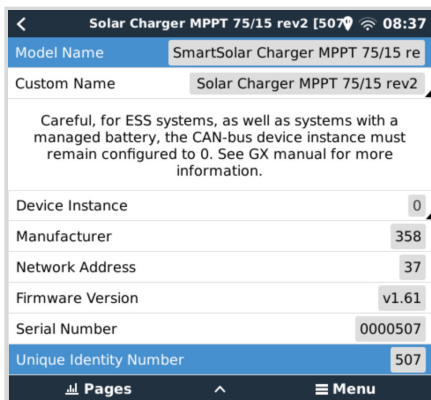 Solar Charger MPPT 75/15 rev2 [507 08:37
Model Name SmartSolar Charger MPPT 75/15 re
Custom Name Solar Charger MPPT 75/15 rev2
Careful, for ESS systems, as well as systems with a
managed battery, the CAN-bus device instance must
remain configured to 0. See GX manual for more
information.
Device Instance 0
Manufacturer 358
Network Address 37
Firmware Version v1.61
Serial Number 0000507
Unique Identity Number 507
Pages Menu